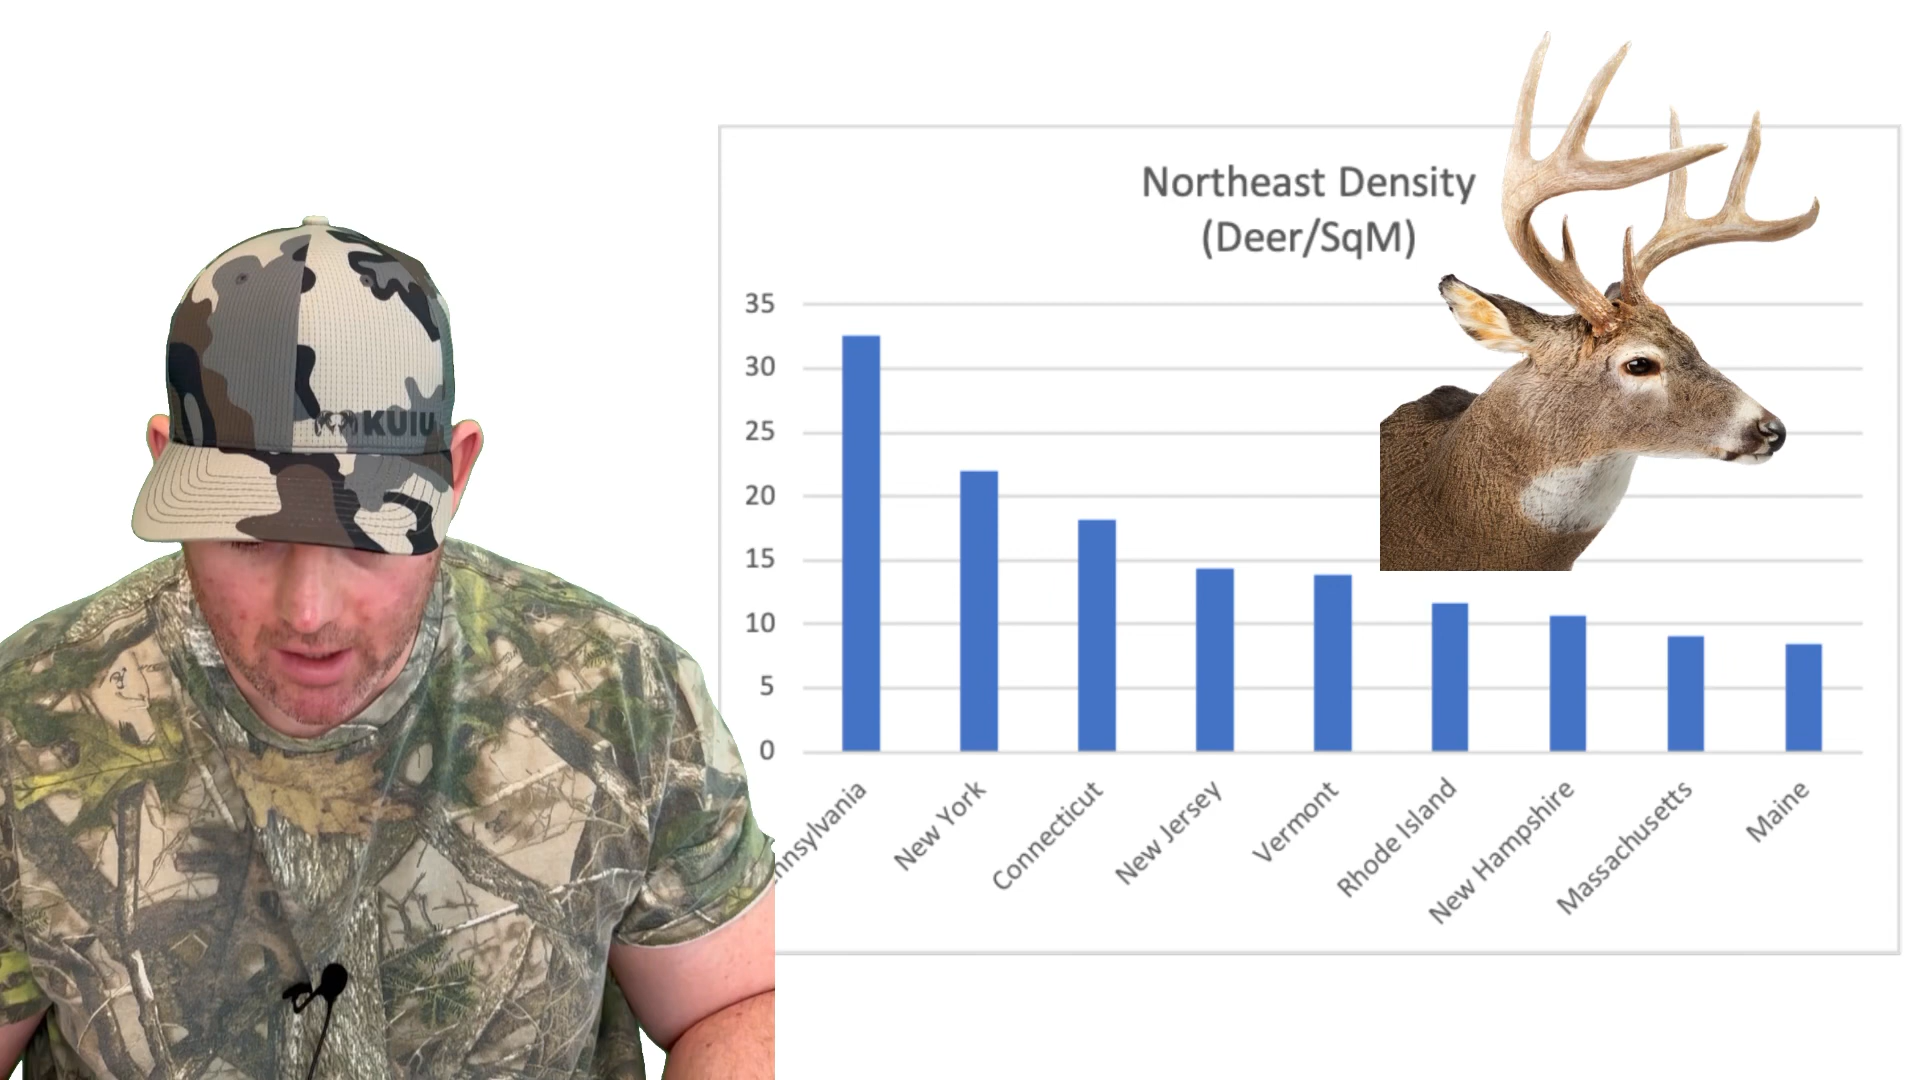 KUIU
Northeast Density
(Deer/SqM)
35
30
25
20
15
10
5
0
nnsylvania
New York
Connecticut
New Jersey
Vermont
Rhode Island
New Hampshire
Massachusetts
Maine